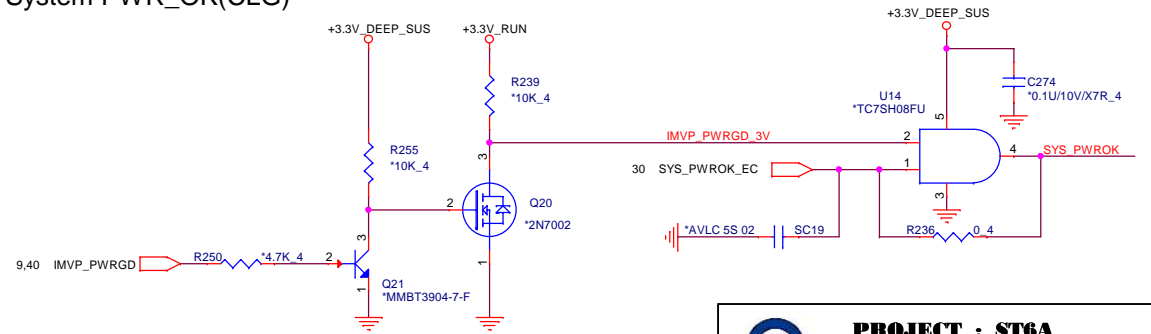 System PWR_OK(CLG)
+3.3V_DEEP_SUS
+3.3V_RUN
+3.3V_DEEP_SUS
R239
*10K_4
C274
*0.1U/10V/X7R_4
U14
*TC7SH08FU
5
R255
*10K_4
IMVP_PWRGD_3V
2
4
SYS_PWROK
3
30 SYS_PWROK_EC
1
2
Q20
*2N7002
3
*AVLC 5S 02
SC19
R236
0_4
3
1
9,40 IMVP_PWRGD
R250
*4.7K_4
2
Q21
*MMBT3904-7-F
1
PROJECT : ST6A